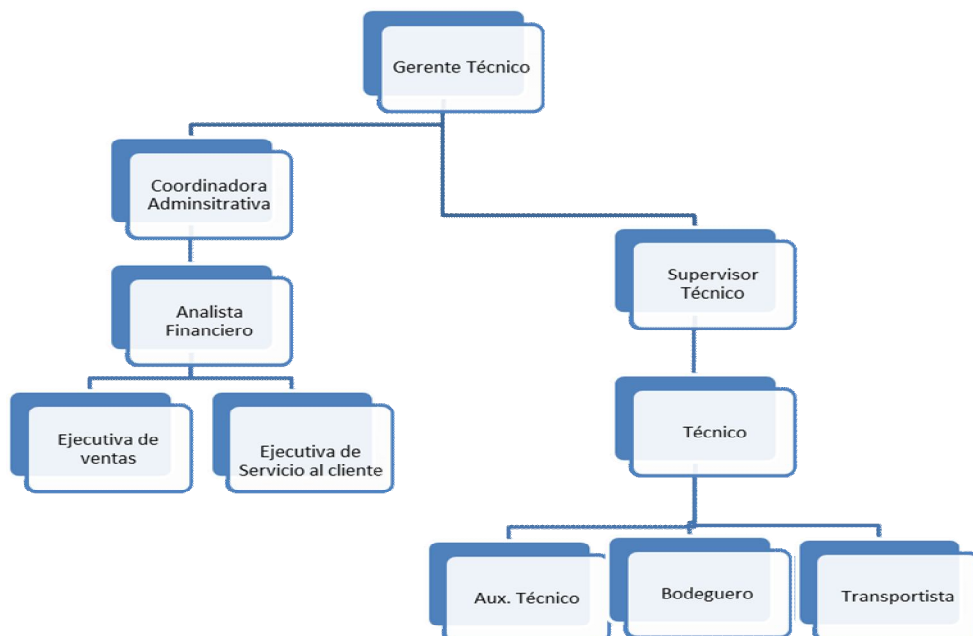 Gerente Técnico
Coordinadora
Adminsitrativa
Supervisor
Técnico
Analista
Financiero
Ejecutiva de
ventas
Ejecutiva de
Servicio al cliente
Técnico
Aux. Técnico
Bodeguero
Transportista